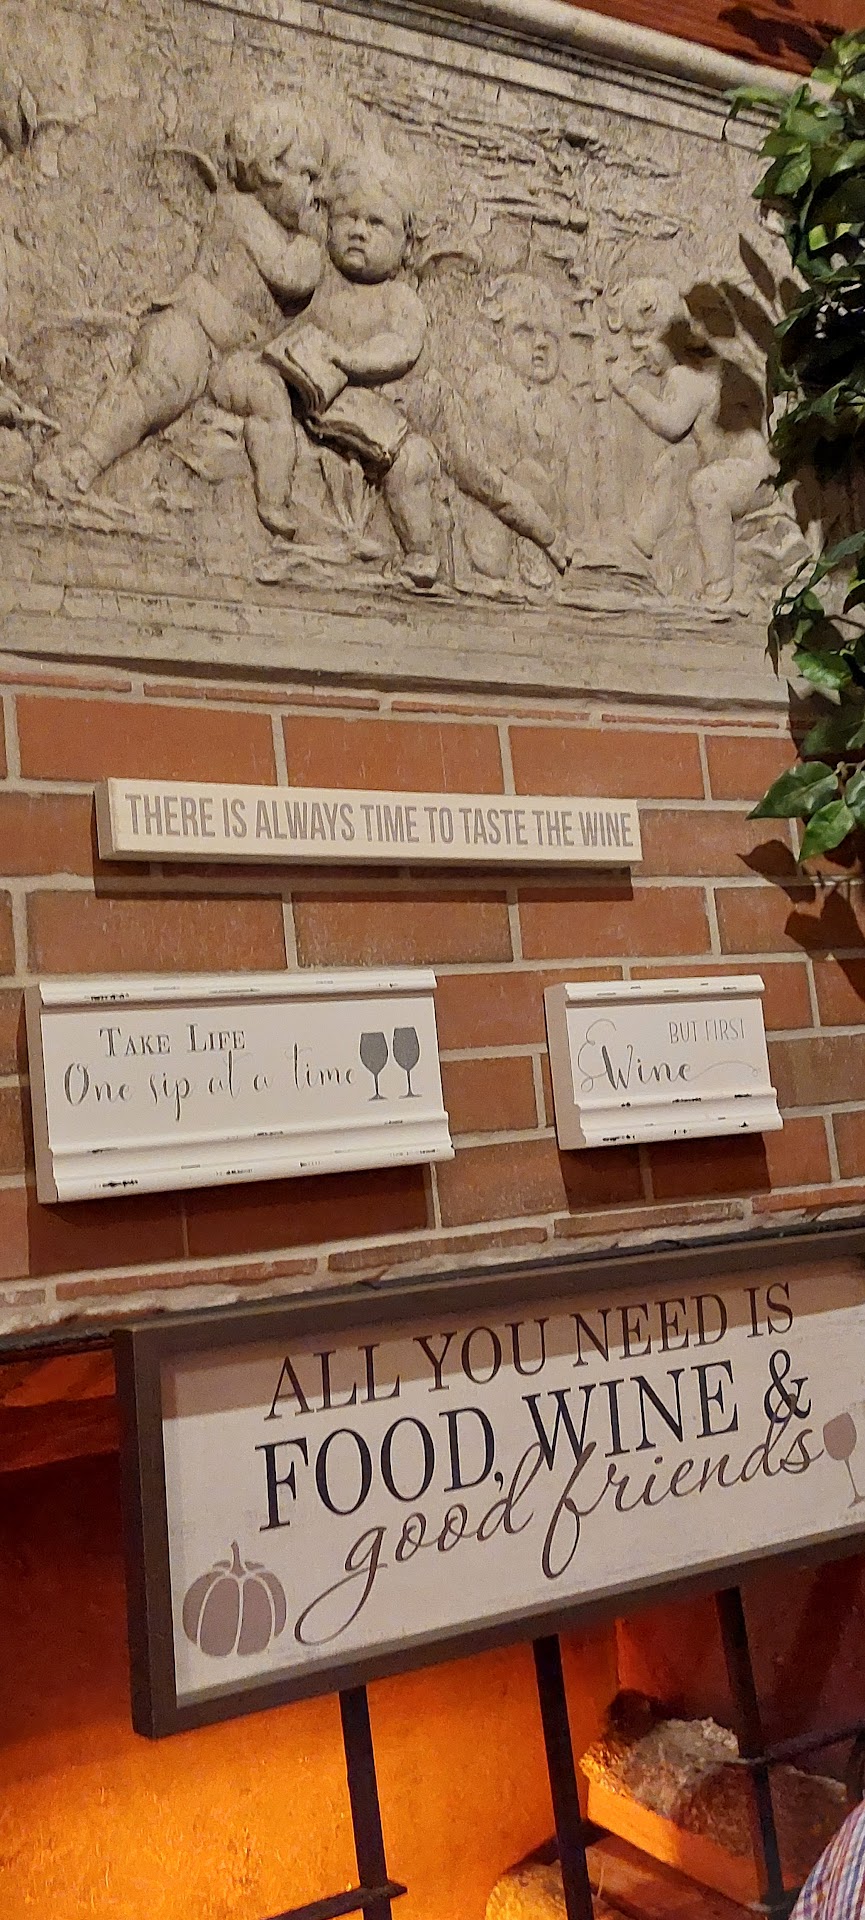 THERE IS ALWAYS TIME TO TASTE THE WINE
TAKE LIFE
One sip at a time
BUT FIRST
Wine
ALL YOU NEED IS
FOOD, WINE &
good friends